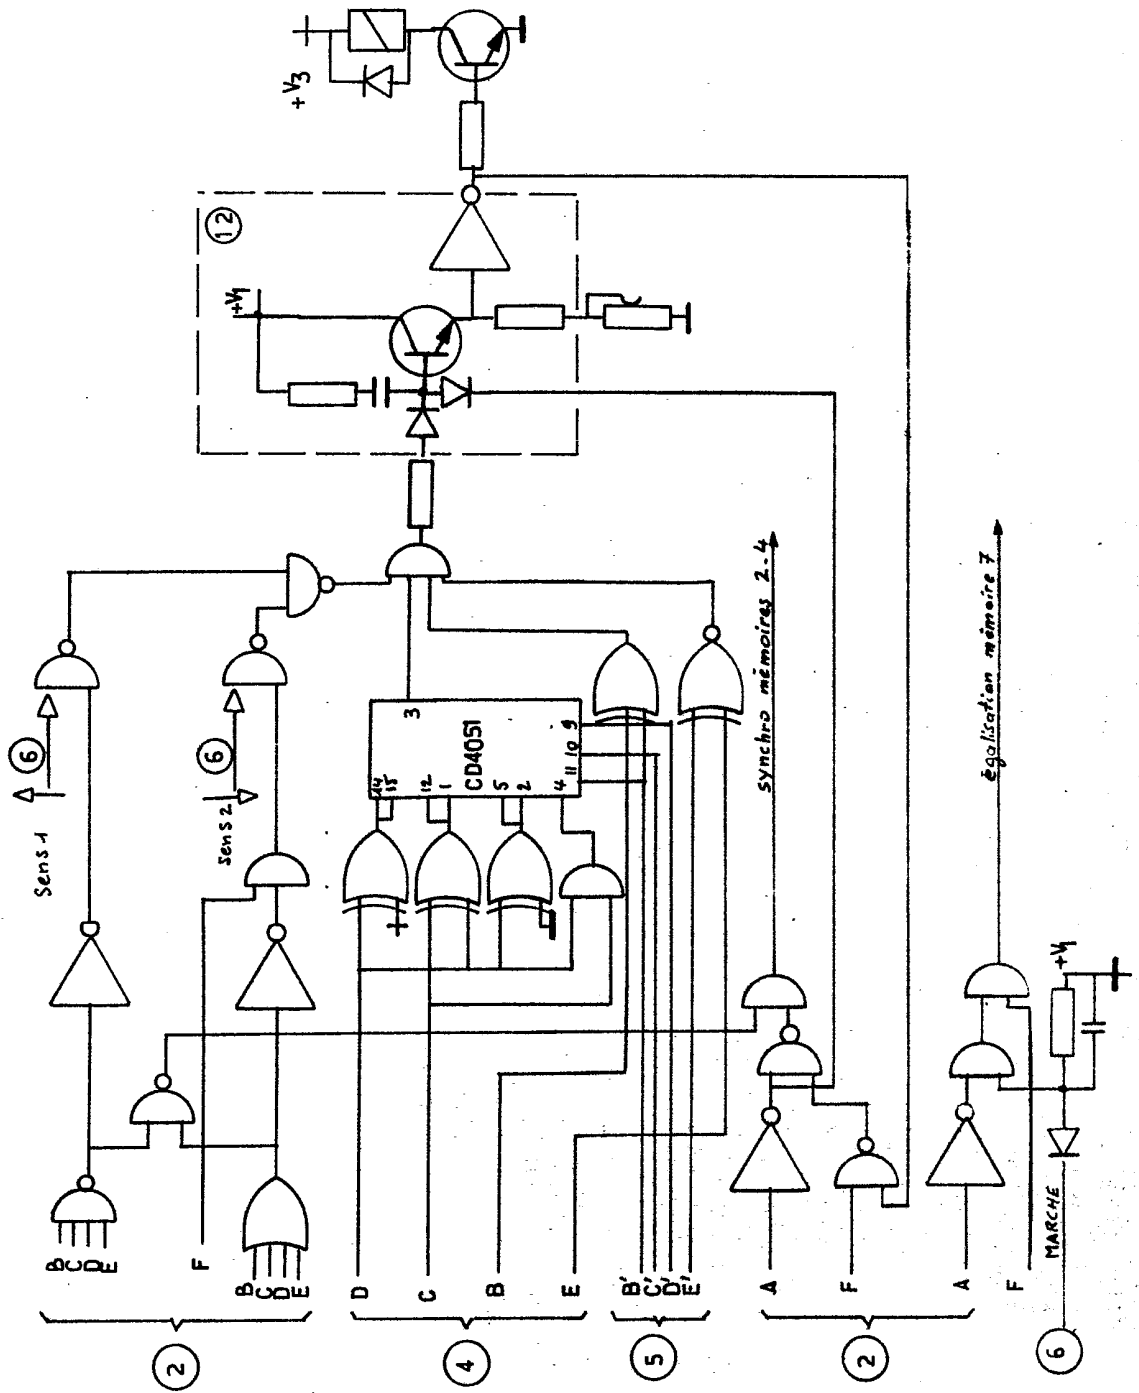 +V3
12
+V1
6
sens 1
6
sens 2
3
CD4051
14
15
12
1
5
2
4
11
10
9
synchro mémoires 2-4
égalisation mémoire 7
+V1
MARCHE
B
C
D
E
F
B
C
D
E
D
C
B
E
B'
C'
D'
E'
A
F
A
F
2
4
5
2
6